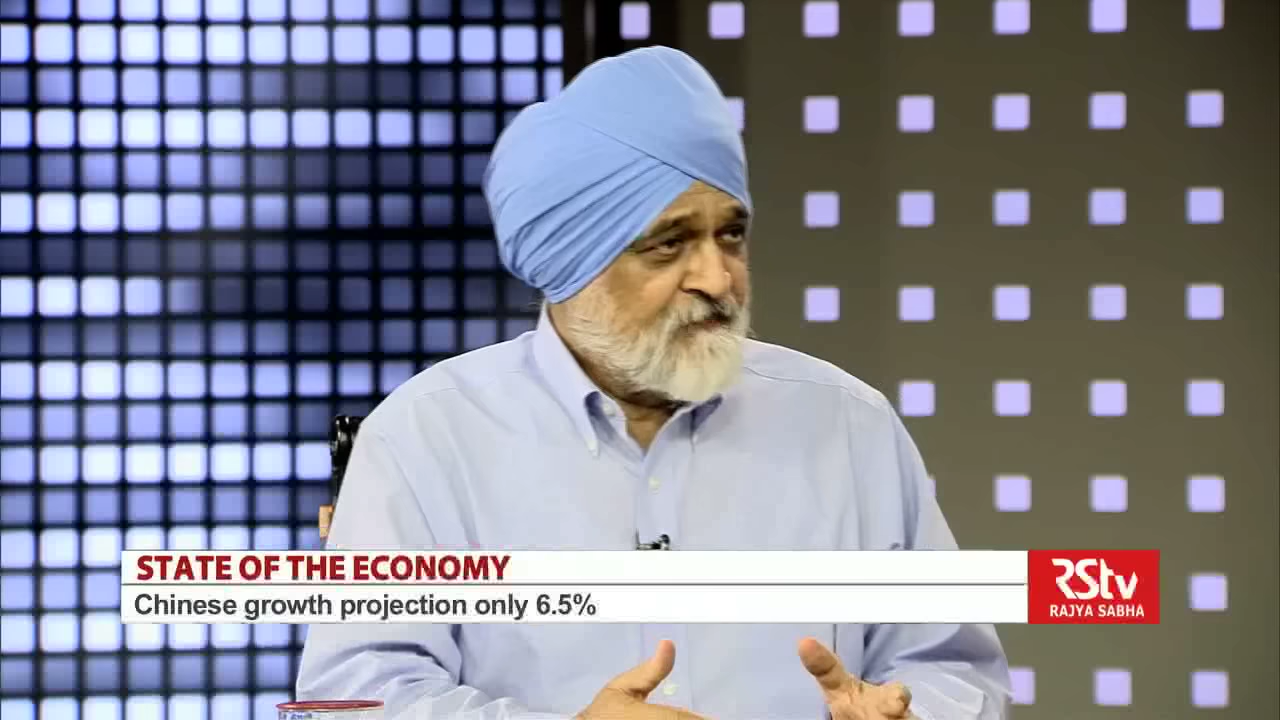 STATE OF THE ECONOMY
Chinese growth projection only 6.5%
RStv
RAJYA SABHA